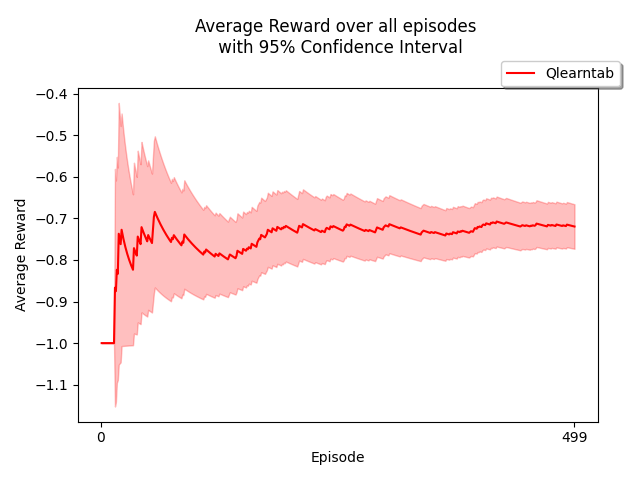 Average Reward over all episodes
with 95% Confidence Interval
Qlearntab
−0.4
−0.5
−0.6
−0.7
−0.8
−0.9
−1.0
−1.1
Average Reward
0
499
Episode